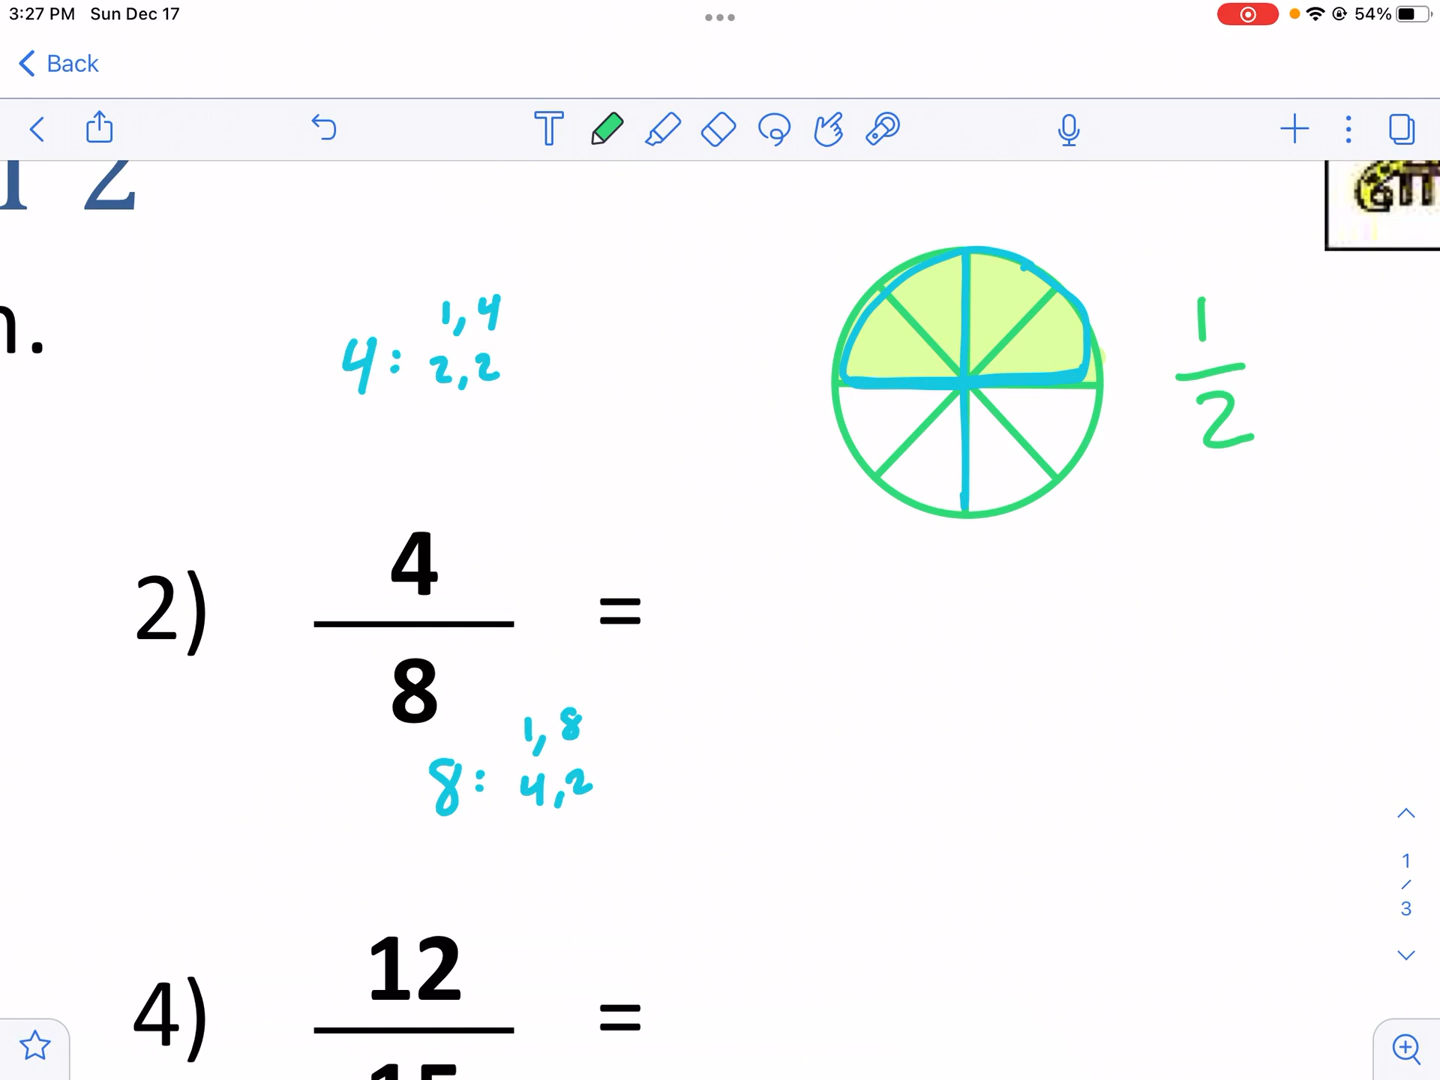 3:27 PM Sun Dec 17
54%
Back
2
n.
1, 4
4: 2, 2
1
2
2) 4 =
8
1, 8
8: 4, 2
1
/
3
4) 12 =
15